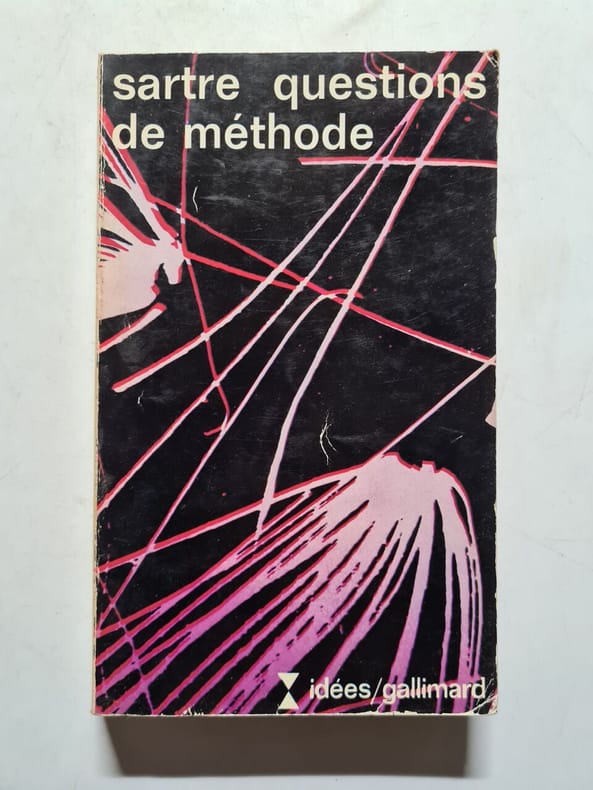 sartre questions
de méthode
idées/gallimard